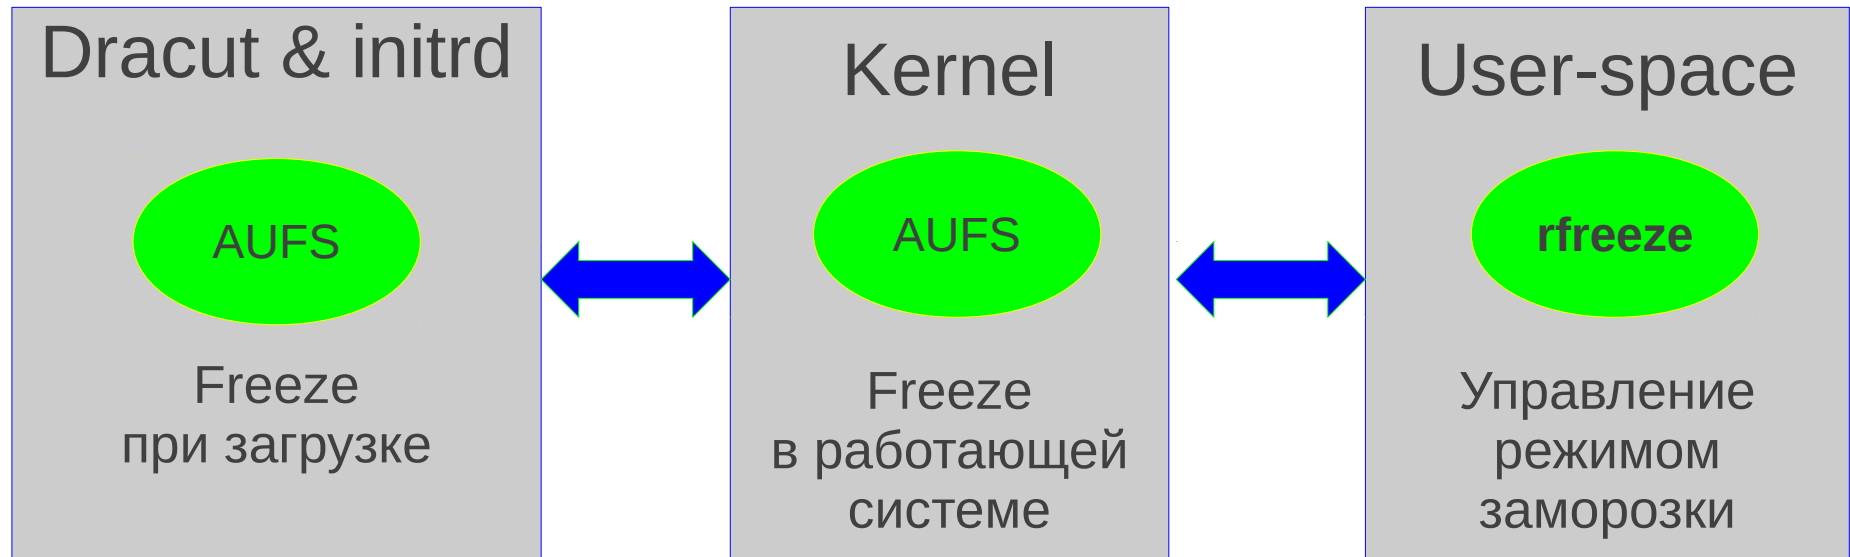 Dracut & initrd
AUFS
Freeze
при загрузке
Kernel
AUFS
Freeze
в работающей
системе
User-space
rfreeze
Управление
режимом
заморозки